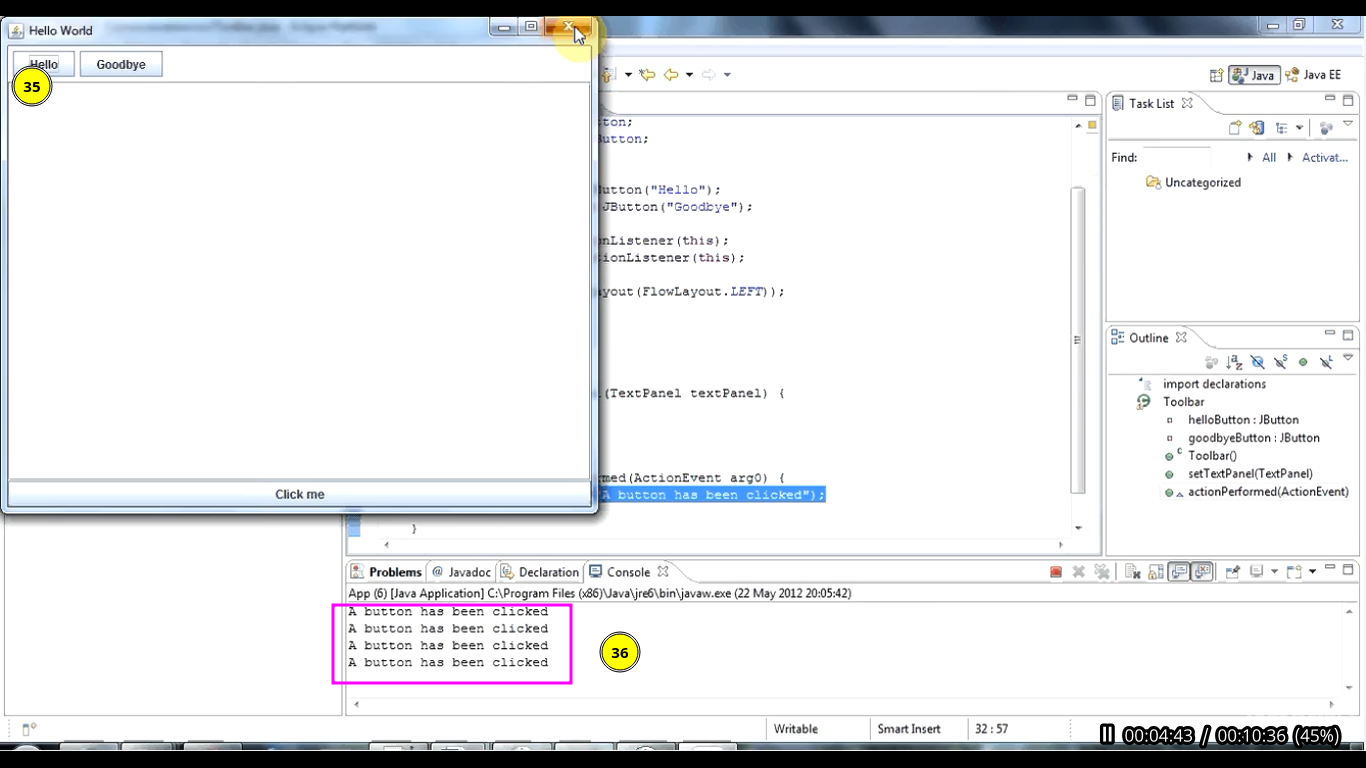 Hello World
Hello
Goodbye
35
Java
Java EE
Task List
Find:
All
Activat...
Uncategorized
ton;
Button;
Button("Hello");
JButton("Goodbye");
nListener(this);
tionListener(this);
yout(FlowLayout.LEFT));
(TextPanel textPanel) {
med(ActionEvent arg0) {
A button has been clicked");
}
Click me
Outline
import declarations
Toolbar
helloButton : JButton
goodbyeButton : JButton
Toolbar()
setTextPanel(TextPanel)
actionPerformed(ActionEvent)
Problems
Javadoc
Declaration
Console
App (6) [Java Application] C:\Program Files (x86)\Java\jre6\bin\javaw.exe (22 May 2012 20:05:42)
A button has been clicked
A button has been clicked
A button has been clicked
A button has been clicked
36
Writable
Smart Insert
32 : 57
00:04:43 / 00:10:36 (45%)